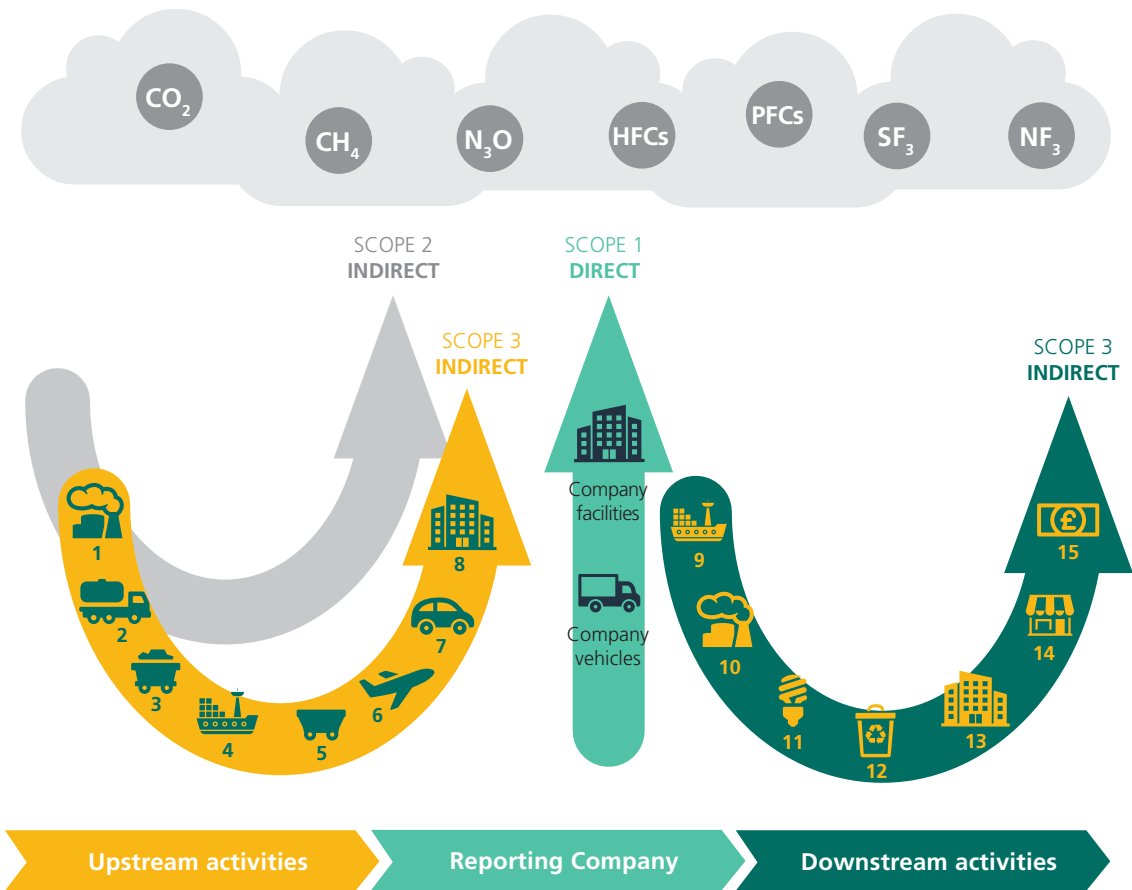 CO₂
CH₄
N₃O
HFCs
PFCs
SF₃
NF₃
SCOPE 2
INDIRECT
SCOPE 1
DIRECT
SCOPE 3
INDIRECT
SCOPE 3
INDIRECT
Company
facilities
Company
vehicles
1
2
3
4
5
6
7
8
9
10
11
12
13
14
£
15
Upstream activities
Reporting Company
Downstream activities